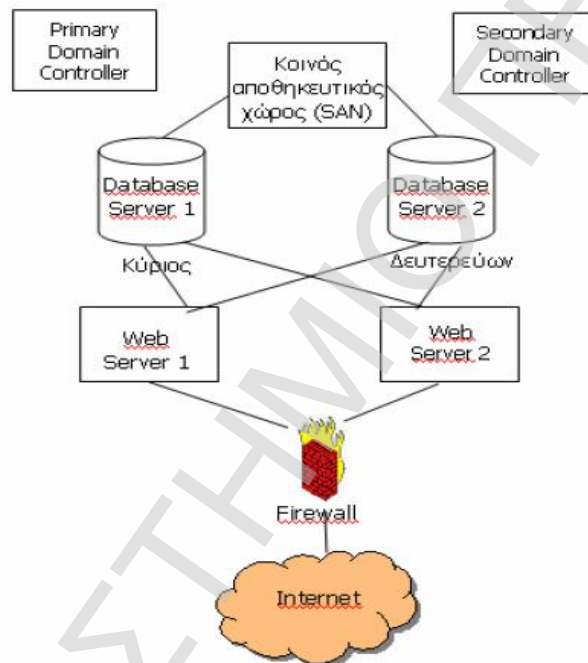 Primary
Domain
Controller
Secondary
Domain
Controller
Κοινός
αποθηκευτικός
χώρος (SAN)
Database
Server 1
Database
Server 2
Κύριος
Δευτερεύων
Web
Server 1
Web
Server 2
Firewall
Internet